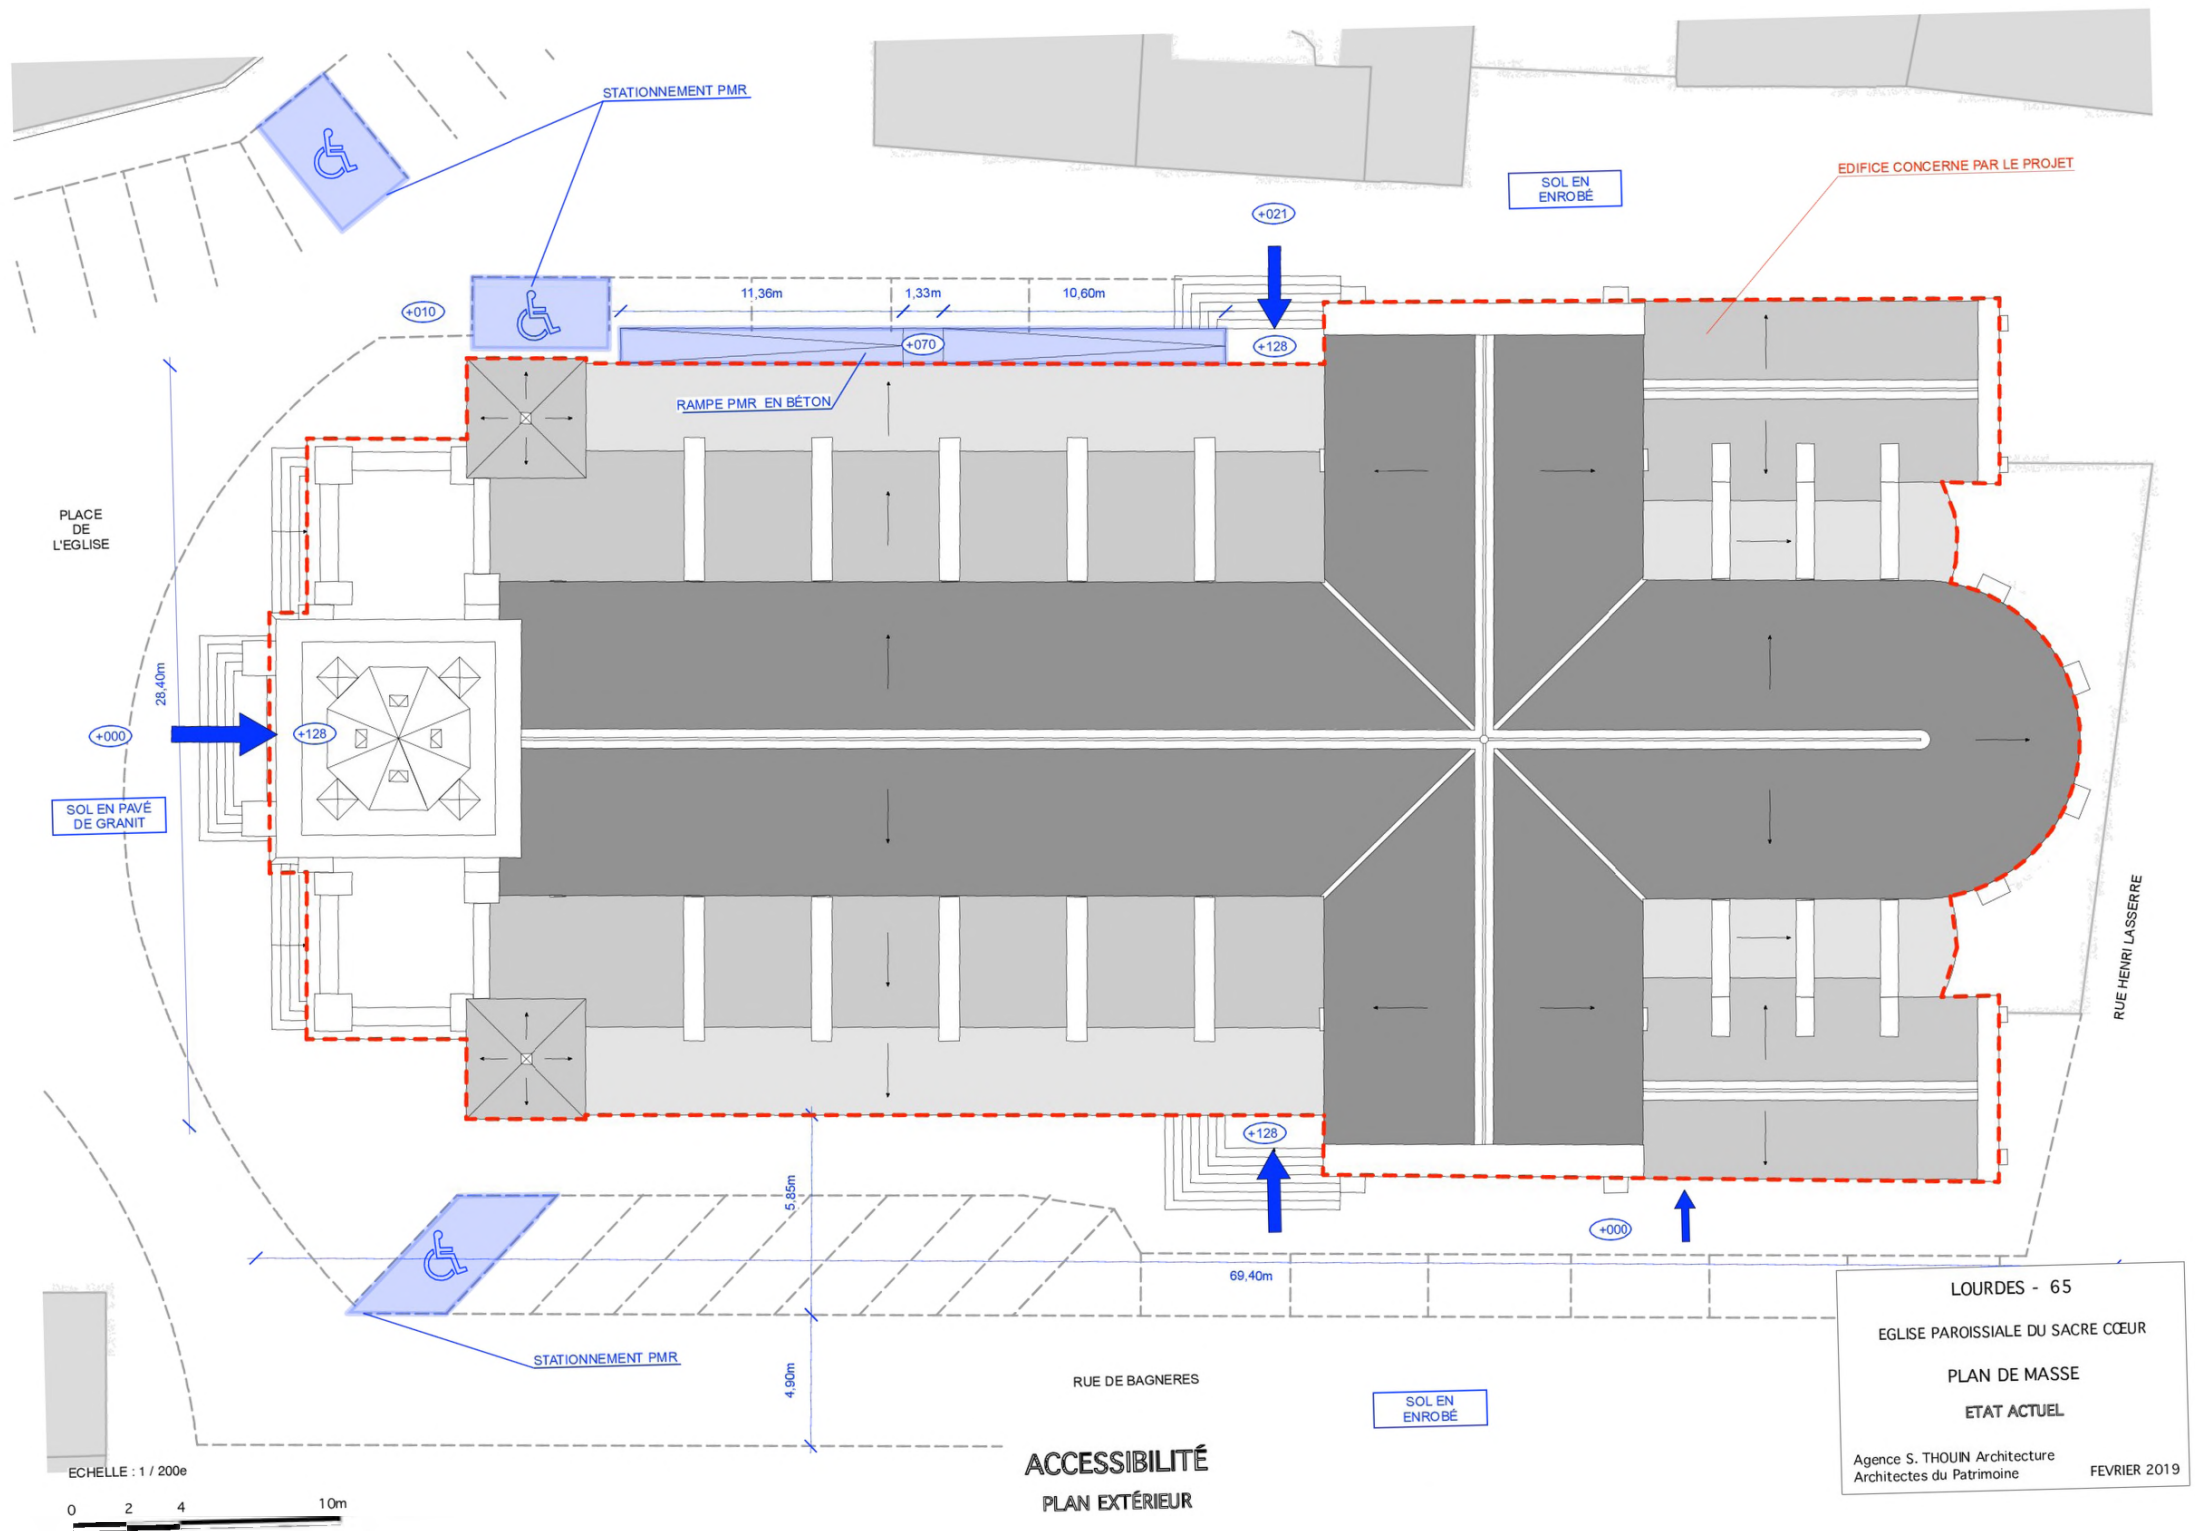 STATIONNEMENT PMR
EDIFICE CONCERNE PAR LE PROJET
SOL EN
ENROBÉ
+021
+010
11,36m
1,33m
10,60m
+070
+128
RAMPE PMR EN BÉTON
PLACE
DE
L'EGLISE
28,40m
+000
+128
SOL EN PAVÉ
DE GRANIT
RUE HENRI LASSERRE
+128
5,85m
+000
69,40m
STATIONNEMENT PMR
4,90m
RUE DE BAGNERES
SOL EN
ENROBÉ
LOURDES - 65
EGLISE PAROISSIALE DU SACRE CŒUR
PLAN DE MASSE
ETAT ACTUEL
Agence S. THOUIN Architecture
Architectes du Patrimoine
FEVRIER 2019
ACCESSIBILITÉ
PLAN EXTÉRIEUR
ECHELLE : 1 / 200e
0 2 4 10m